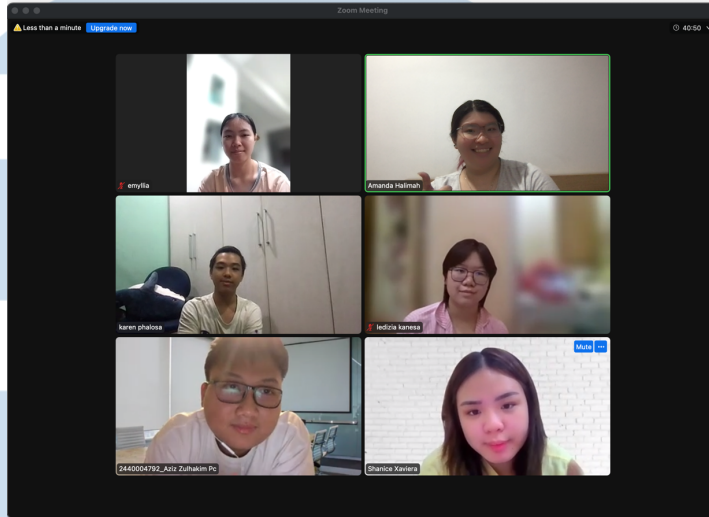 Zoom Meeting
Less than a minute Upgrade now
40:50
emyllia
Amanda Halimah
karen phalosa
ledizia kanesa
Mute ...
2440004792_Aziz Zulhakim Pc
Shanice Xaviera